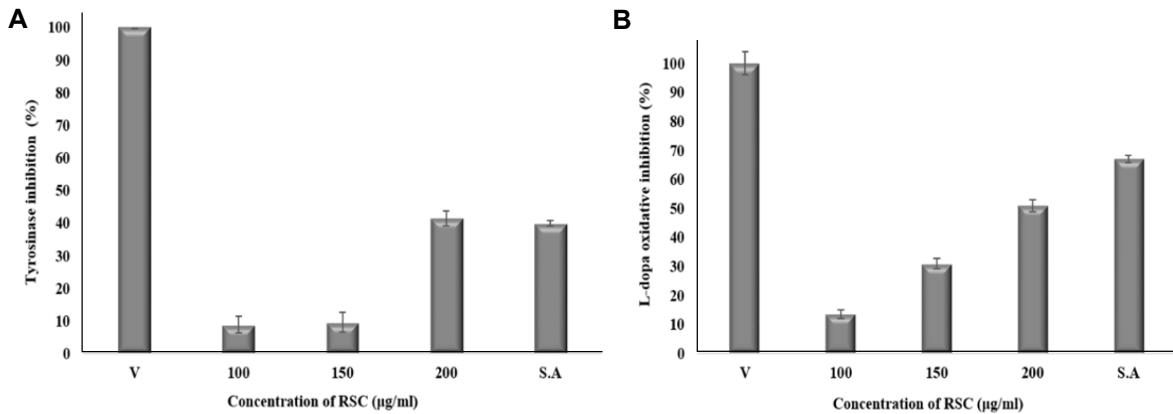 A
Tyrosinase inhibition (%)
100
90
80
70
60
50
40
30
20
10
0
V 100 150 200 S.A
Concentration of RSC (µg/ml)
B
L-dopa oxidative inhibition (%)
100
90
80
70
60
50
40
30
20
10
0
V 100 150 200 S.A
Concentration of RSC (µg/ml)